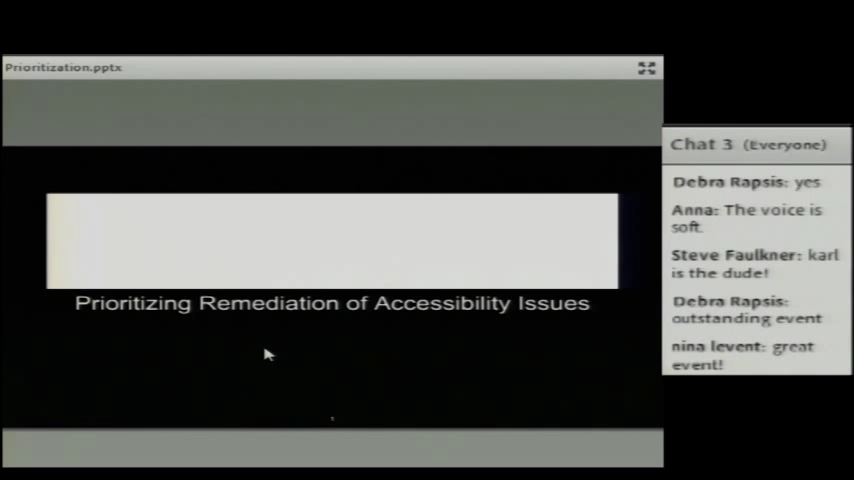 Prioritization.pptx
Prioritizing Remediation of Accessibility Issues
Chat 3 (Everyone)
Debra Rapsis: yes
Anna: The voice is
soft.
Steve Faulkner: karl
is the dude!
Debra Rapsis:
outstanding event
nina levent: great
event!